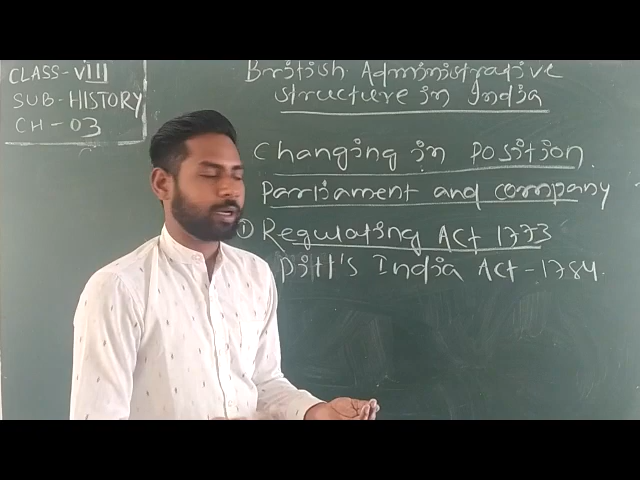 CLASS-VIII
SUB-HISTORY
CH-03
British Administrative
structure in India
Changing in Position
Parliament and company
① Regulating Act 1773
Pitt's India Act-1784.